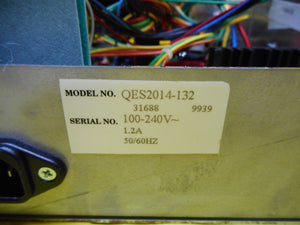 MODEL NO. QES2014-132
31688 9939
SERIAL NO. 100-240V~
1.2A
50/60HZ